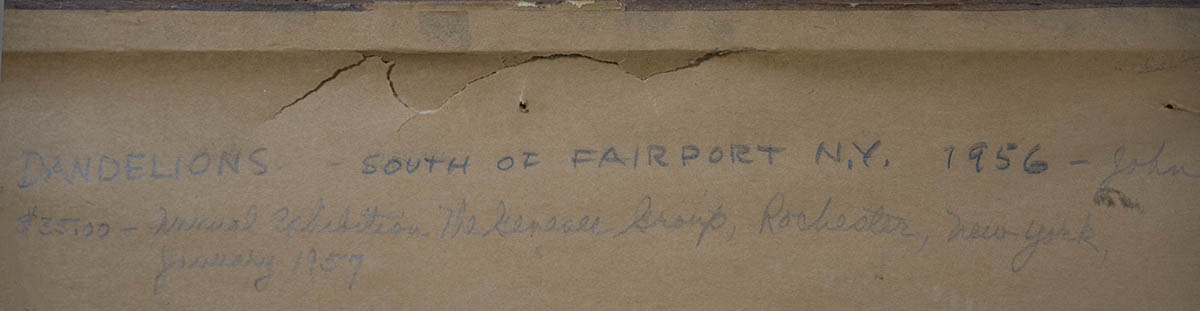 DANDELIONS - SOUTH OF FAIRPORT N.Y. 1956 - John
$35.00 - Annual Exhibition, The Genesee Group, Rochester, New York,
January 1957